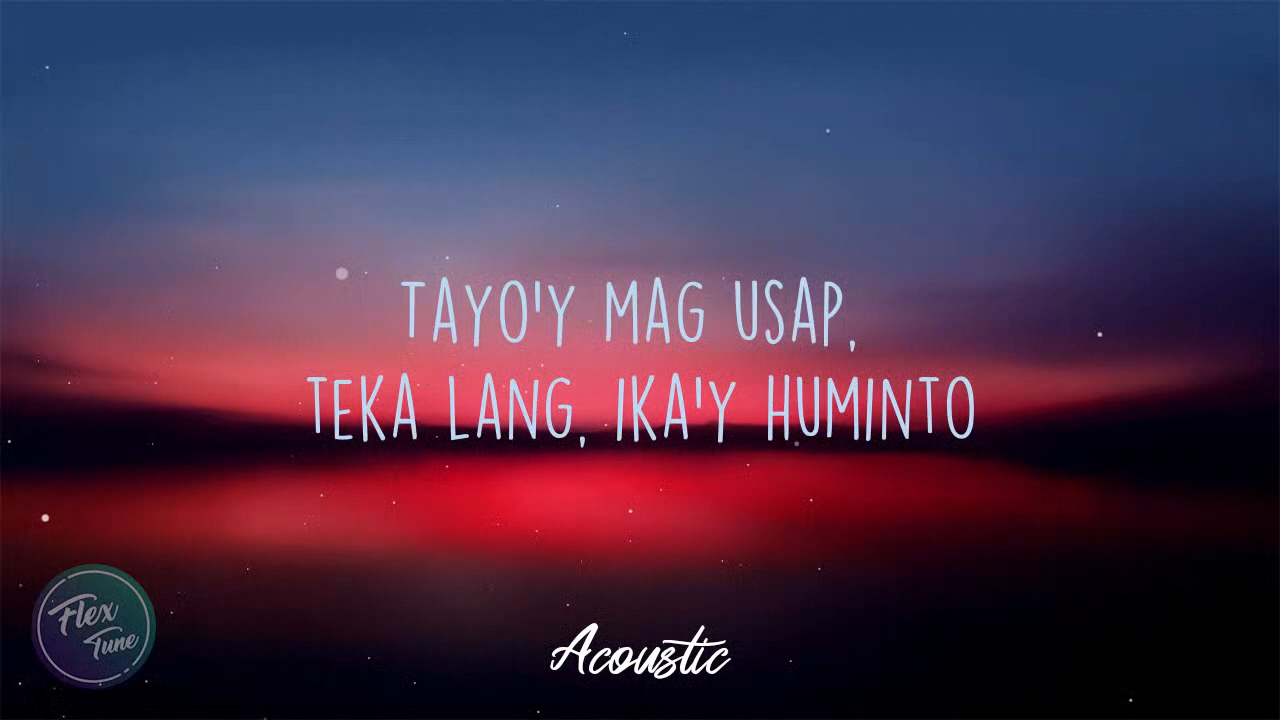 TAYO'Y MAG USAP,
TEKA LANG, IKA'Y HUMINTO
Flex
Tune
Acoustic